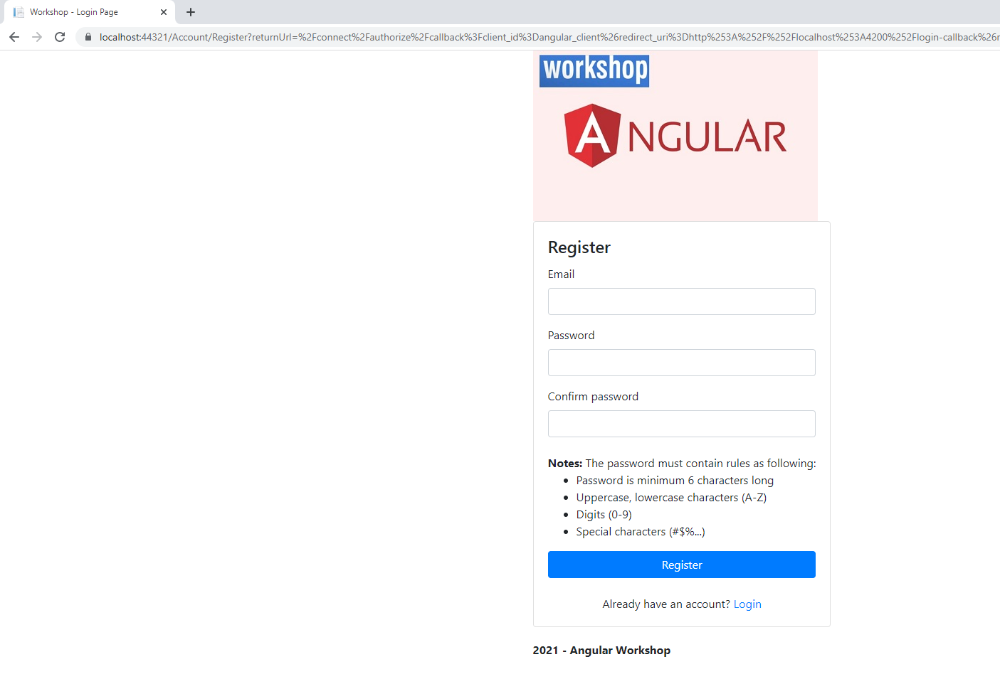 Workshop - Login Page
localhost:44321/Account/Register?returnUrl=%2Fconnect%2Fauthorize%2Fcallback%3Fclient_id%3Dangular_client%26redirect_uri%3Dhttp%253A%252F%252Flocalhost%253A4200%252Flogin-callback%26r
workshop
ANGULAR
Register
Email
Password
Confirm password
Notes: The password must contain rules as following:
• Password is minimum 6 characters long
• Uppercase, lowercase characters (A-Z)
• Digits (0-9)
• Special characters (#$%...)
Register
Already have an account? Login
2021 - Angular Workshop